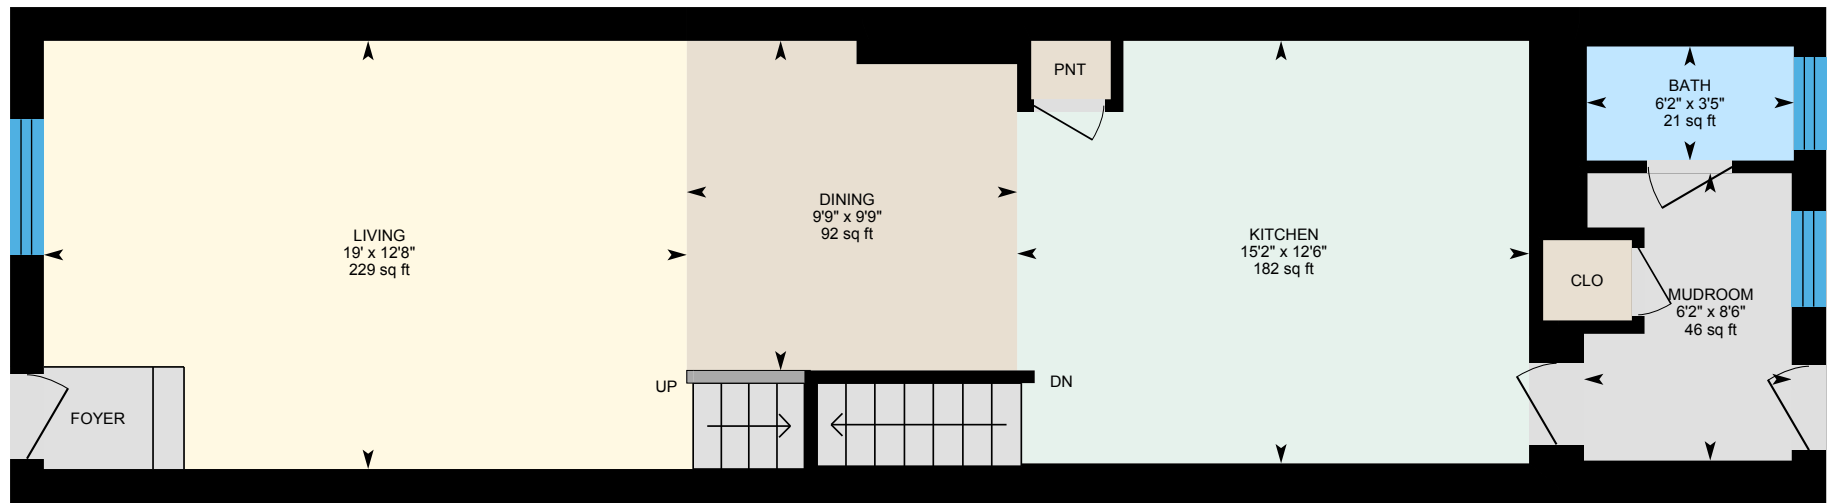 PNT
BATH
6'2" x 3'5"
21 sq ft
DINING
9'9" x 9'9"
92 sq ft
LIVING
19' x 12'8"
229 sq ft
KITCHEN
15'2" x 12'6"
182 sq ft
CLO
MUDROOM
6'2" x 8'6"
46 sq ft
UP
DN
FOYER